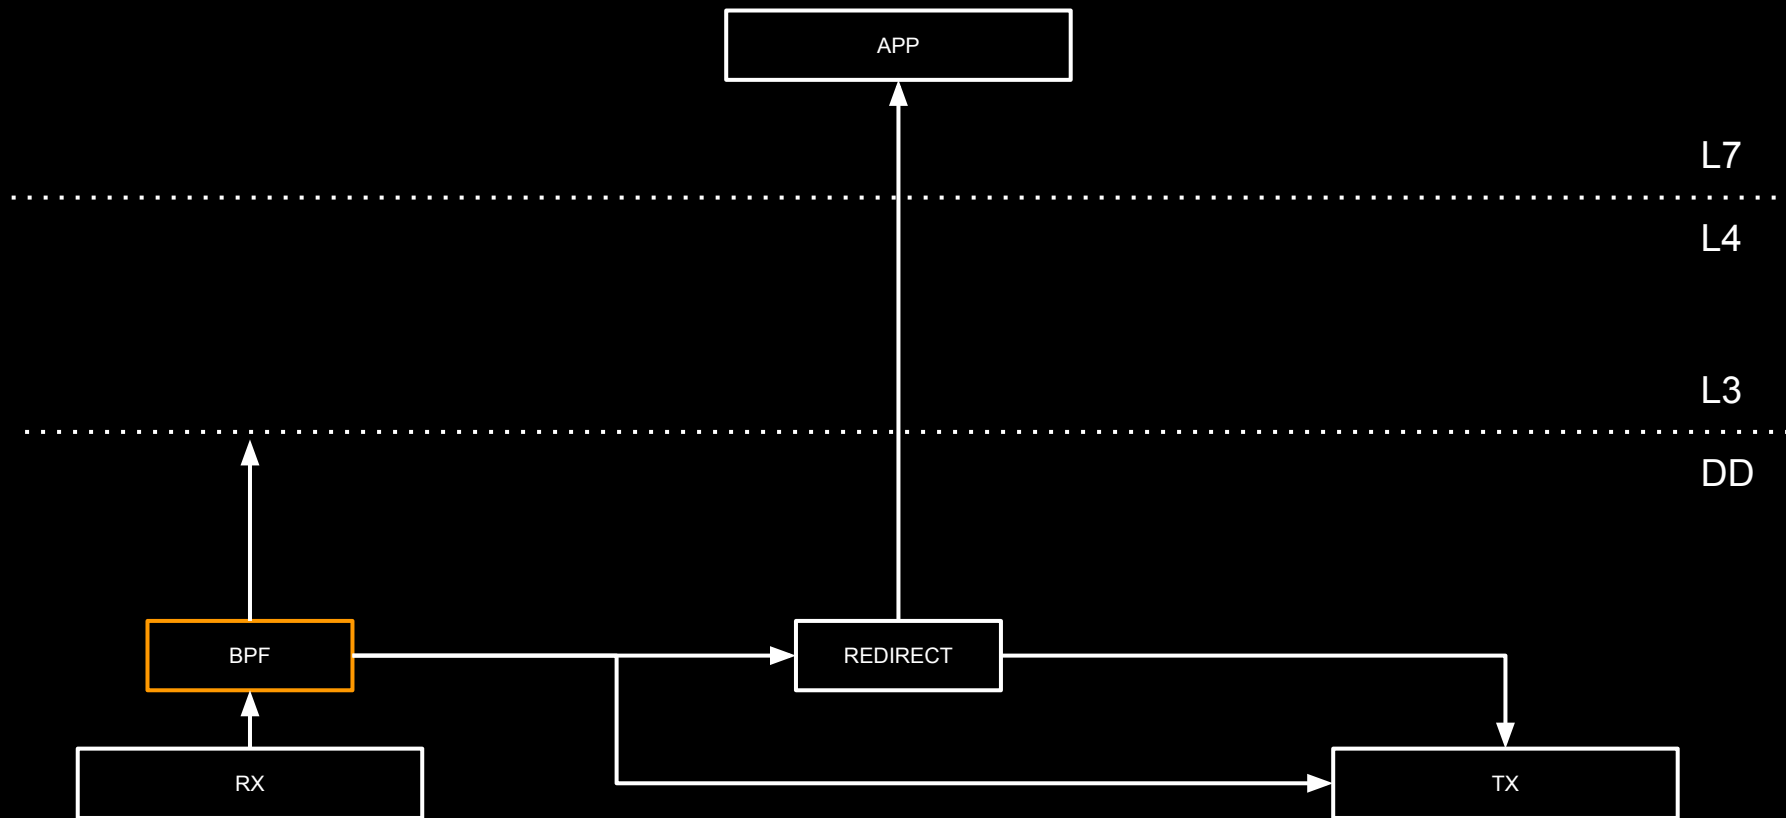 APP
L7
L4
L3
DD
BPF
REDIRECT
RX
TX